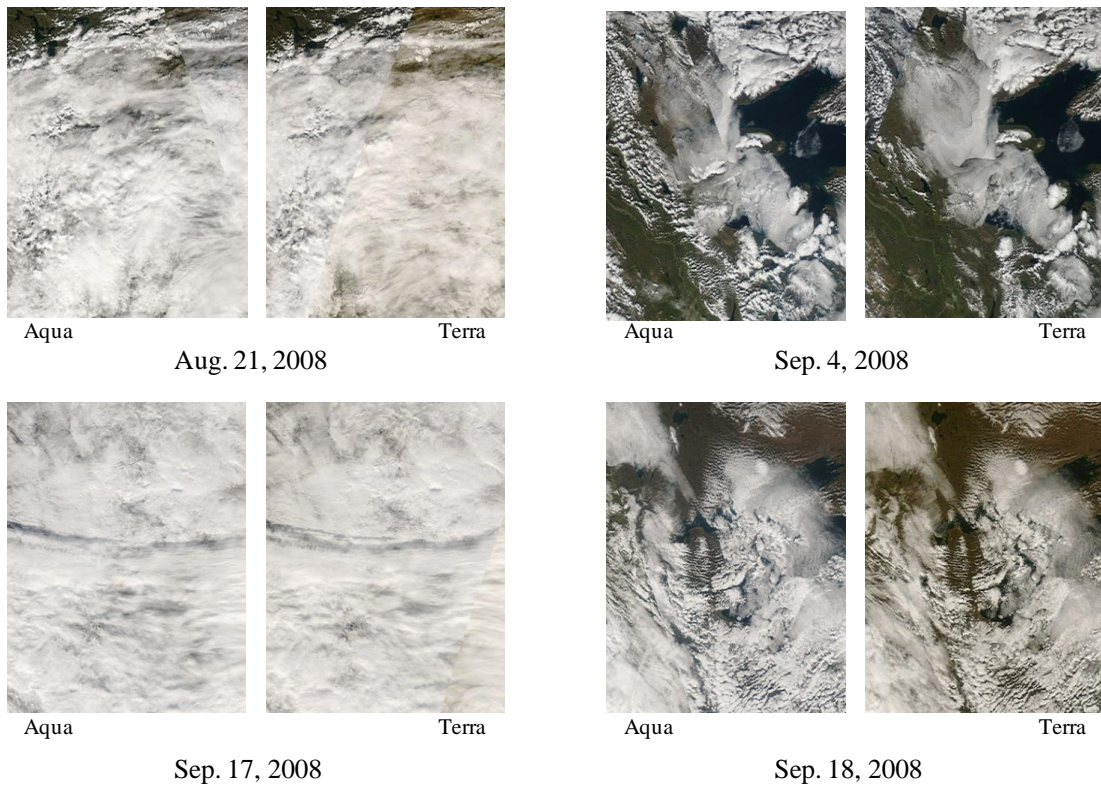 Aqua
Terra
Aug. 21, 2008
Aqua
Terra
Sep. 4, 2008
Aqua
Terra
Sep. 17, 2008
Aqua
Terra
Sep. 18, 2008